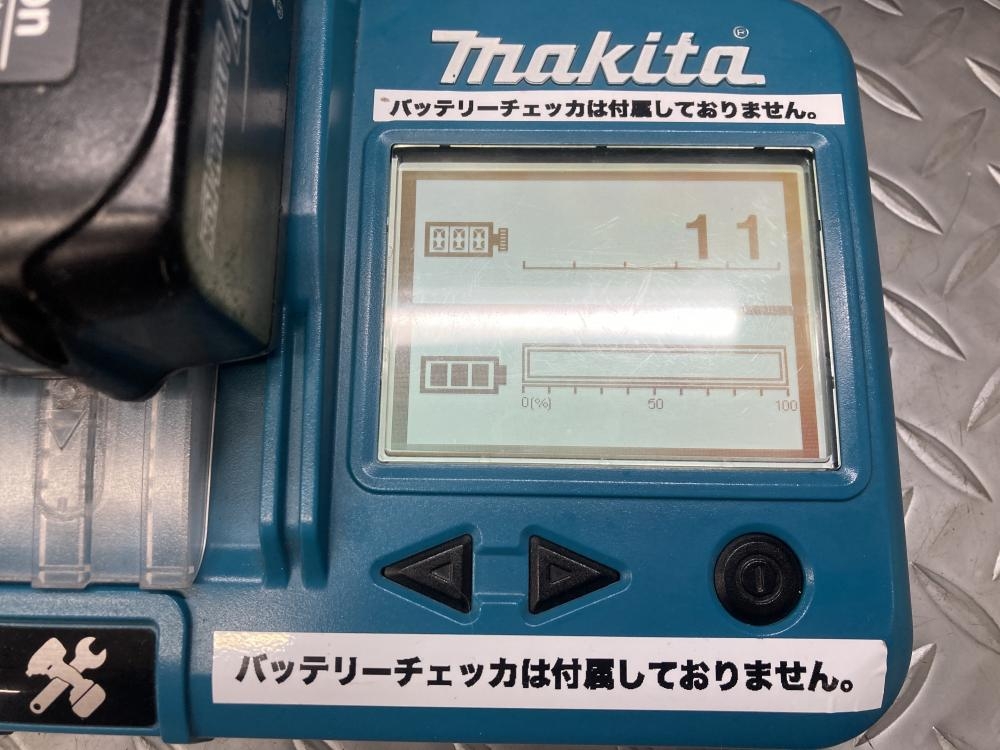 on
makita®
バッテリーチェッカは付属しておりません。
11
0(%) 50 100
バッテリーチェッカは付属しておりません。